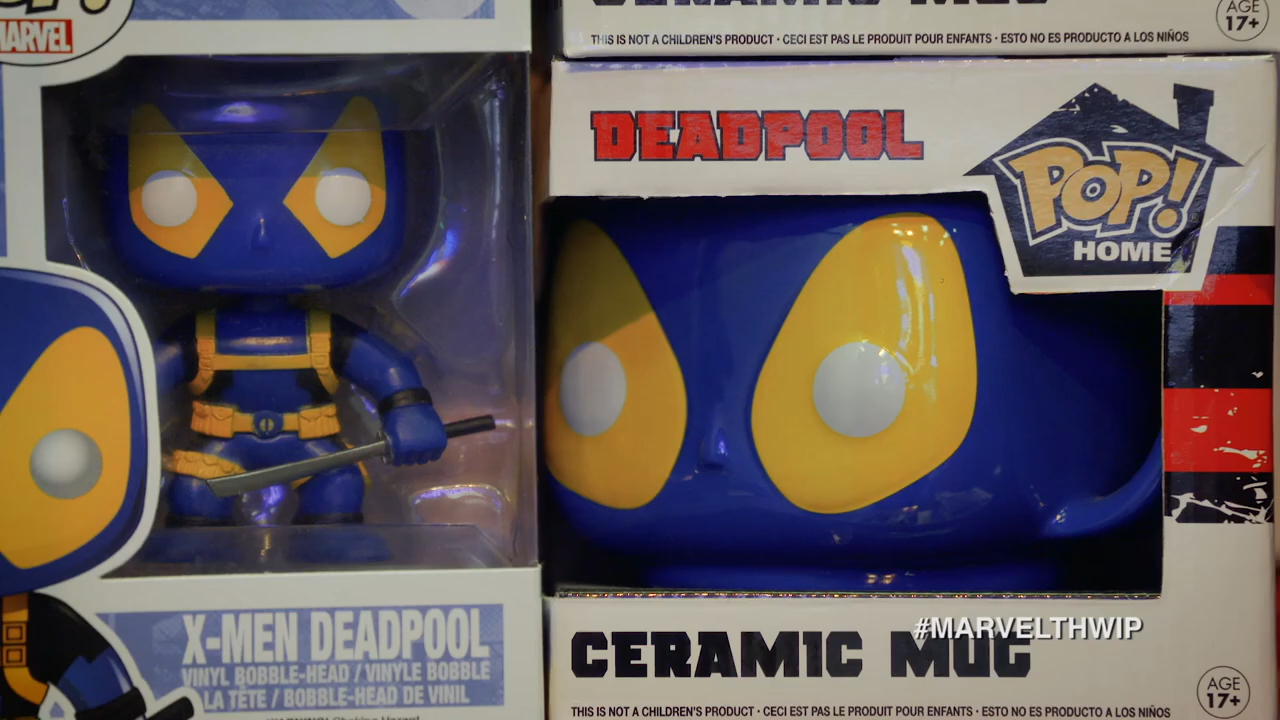 POP!
MARVEL
X-MEN DEADPOOL
VINYL BOBBLE-HEAD / VINYLE BOBBLE
LA TÊTE / BOBBLE-HEAD DE VINIL
CERAMIC MUG
AGE
17+
THIS IS NOT A CHILDREN'S PRODUCT • CECI EST PAS LE PRODUIT POUR ENFANTS • ESTO NO ES PRODUCTO A LOS NIÑOS
DEADPOOL
POP!
HOME
#MARVELTHWIP
CERAMIC MUG
AGE
17+
THIS IS NOT A CHILDREN'S PRODUCT • CECI EST PAS LE PRODUIT POUR ENFANTS • ESTO NO ES PRODUCTO A LOS NIÑOS